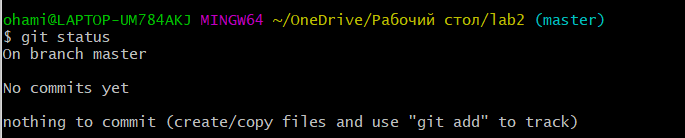 ohami@LAPTOP-UM784AKJ MINGW64 ~/OneDrive/Рабочий стол/lab2 (master)
$ git status
On branch master
No commits yet
nothing to commit (create/copy files and use "git add" to track)